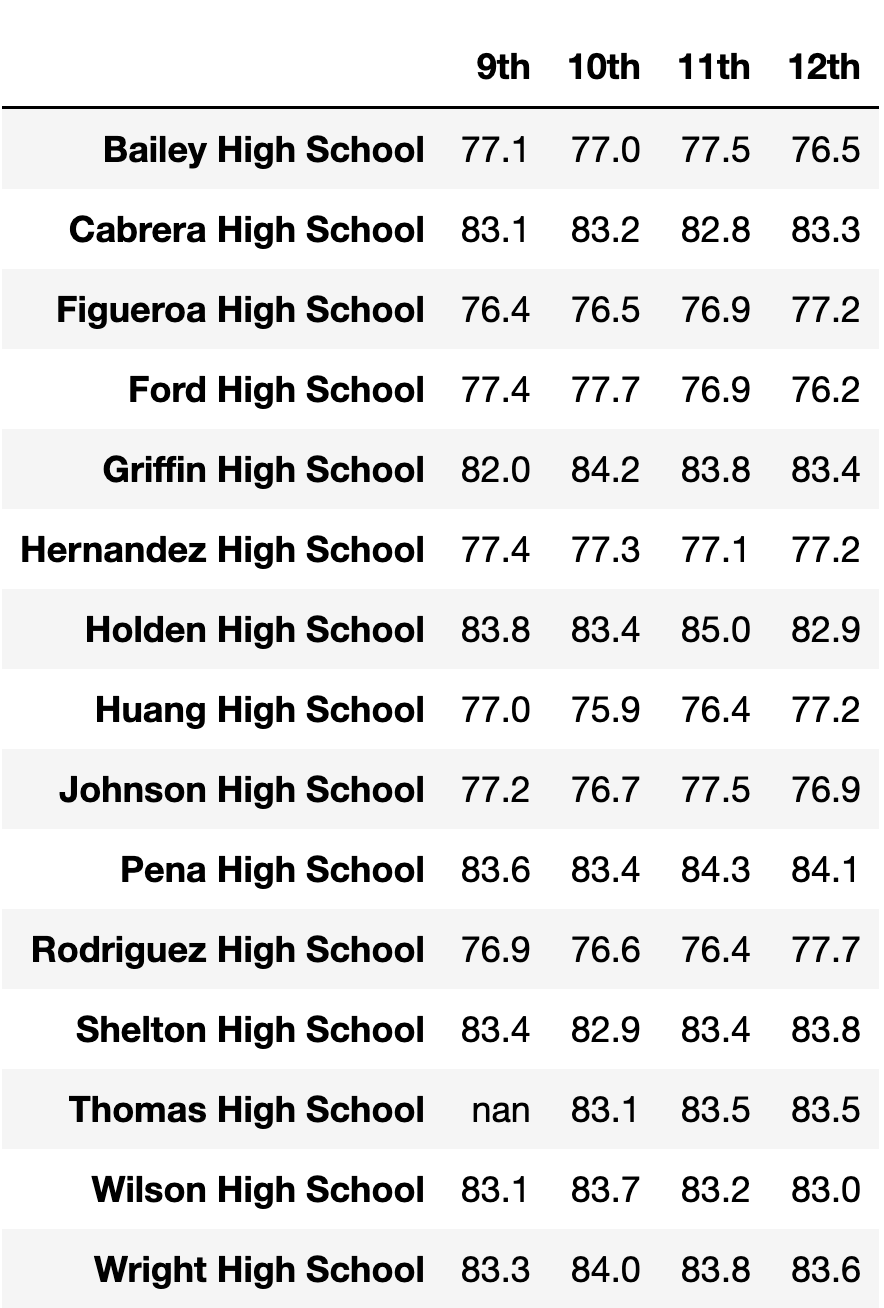 9th 10th 11th 12th
Bailey High School 77.1 77.0 77.5 76.5
Cabrera High School 83.1 83.2 82.8 83.3
Figueroa High School 76.4 76.5 76.9 77.2
Ford High School 77.4 77.7 76.9 76.2
Griffin High School 82.0 84.2 83.8 83.4
Hernandez High School 77.4 77.3 77.1 77.2
Holden High School 83.8 83.4 85.0 82.9
Huang High School 77.0 75.9 76.4 77.2
Johnson High School 77.2 76.7 77.5 76.9
Pena High School 83.6 83.4 84.3 84.1
Rodriguez High School 76.9 76.6 76.4 77.7
Shelton High School 83.4 82.9 83.4 83.8
Thomas High School nan 83.1 83.5 83.5
Wilson High School 83.1 83.7 83.2 83.0
Wright High School 83.3 84.0 83.8 83.6